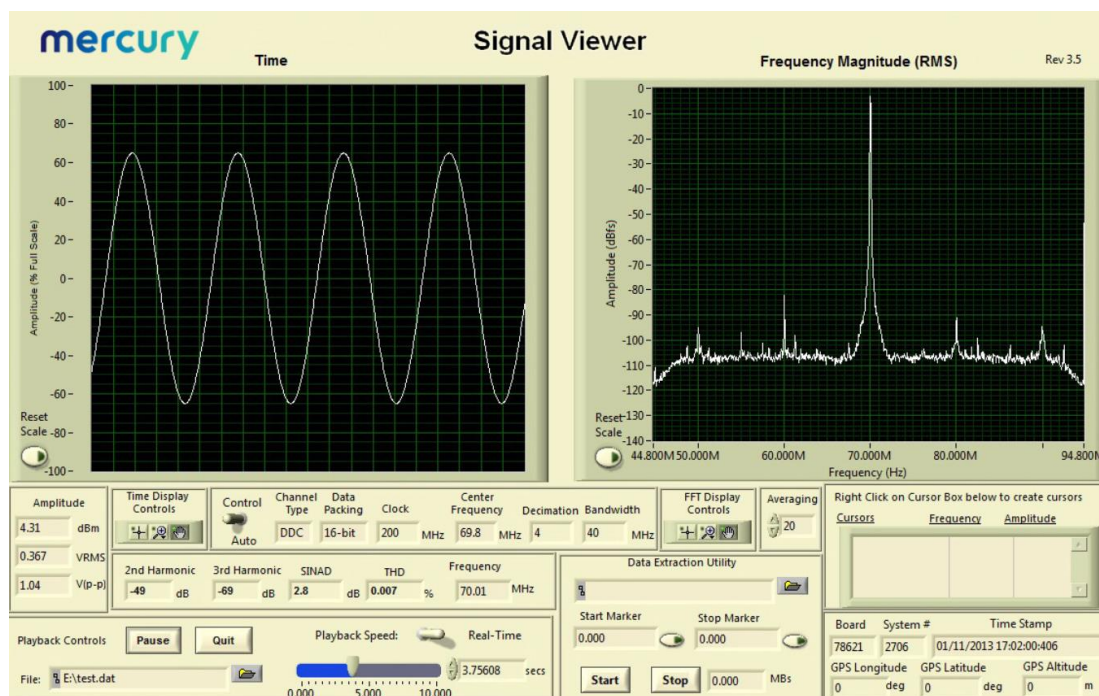 mercury
Signal Viewer
Time
Frequency Magnitude (RMS)
Rev 3.5
Amplitude (% Full Scale)
100
80
60
40
20
0
-20
-40
-60
-80
-100
Reset
Scale
Amplitude (dBfs)
0
-10
-20
-30
-40
-50
-60
-70
-80
-90
-100
-110
-120
-130
-140
Reset
Scale
44.800M 50.000M 60.000M 70.000M 80.000M 94.800M
Frequency (Hz)
Amplitude
4.31 dBm
0.367 VRMS
1.04 V(p-p)
Time Display
Controls
Control
Auto
Channel
Type
DDC
Data
Packing
16-bit
Clock
200 MHz
Center
Frequency
69.8 MHz
Decimation
4
Bandwidth
40 MHz
FFT Display
Controls
Averaging
20
Right Click on Cursor Box below to create cursors
Cursors Frequency Amplitude
2nd Harmonic
-49 dB
3rd Harmonic
-69 dB
SINAD
2.8 dB
THD
0.007 %
Frequency
70.01 MHz
Data Extraction Utility
Start Marker
0.000
Stop Marker
0.000
Start
Stop
0.000 MBs
Playback Controls
Pause
Quit
Playback Speed:
Real-Time
0.000 5.000 10.000
3.75608 secs
File:
E:\test.dat
Board System # Time Stamp
78621 2706 01/11/2013 17:02:00:406
GPS Longitude GPS Latitude GPS Altitude
0 deg 0 deg 0 m